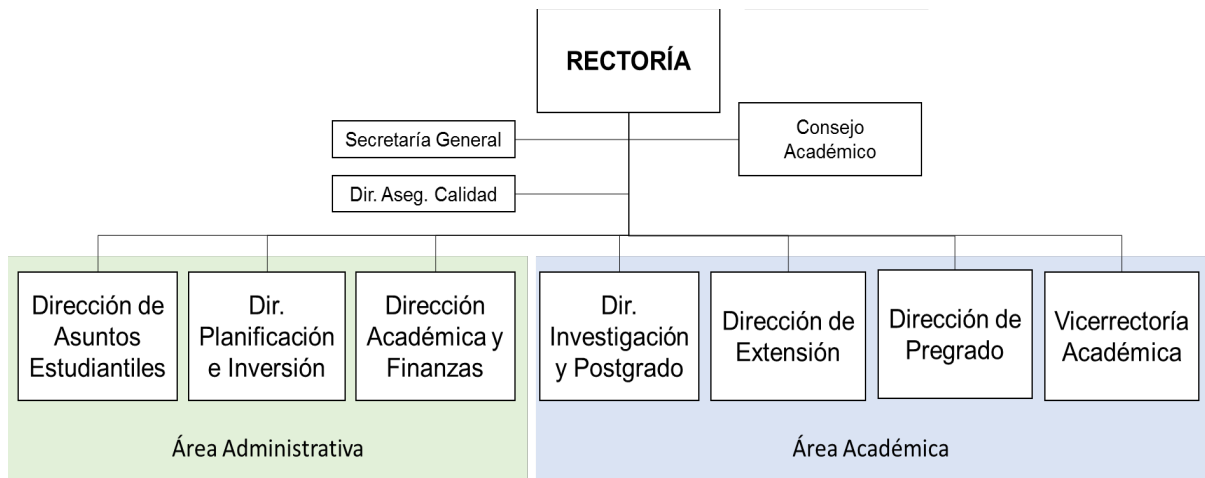 RECTORÍA
Secretaría General
Consejo
Académico
Dir. Aseg. Calidad
Dirección de
Asuntos
Estudiantiles
Dir.
Planificación
e Inversión
Dirección
Académica y
Finanzas
Dir.
Investigación
y Postgrado
Dirección de
Extensión
Dirección de
Pregrado
Vicerrectoría
Académica
Área Administrativa
Área Académica